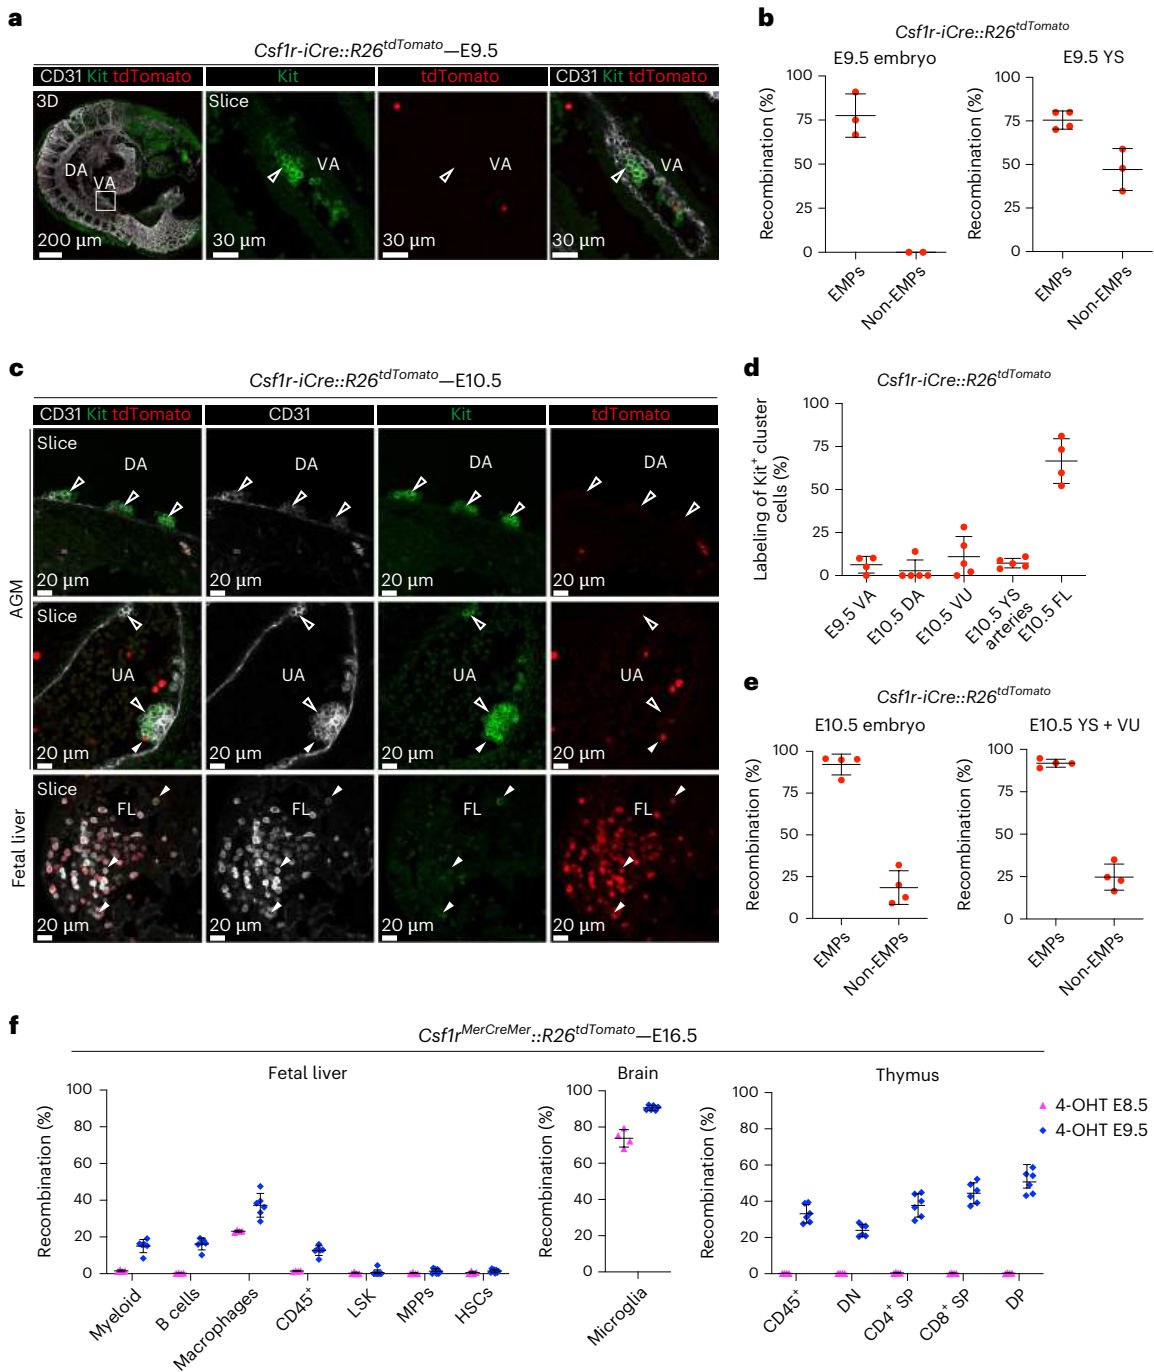 a
Csf1r-iCre::R26tdTomato—E9.5
CD31 Kit tdTomato
Kit
tdTomato
CD31 Kit tdTomato
3D
DA
VA
200 µm
Slice
VA
30 µm
VA
30 µm
VA
30 µm
b
Csf1r-iCre::R26tdTomato
E9.5 embryo
Recombination (%)
100
75
50
25
0
EMPs
Non-EMPs
E9.5 YS
Recombination (%)
100
75
50
25
0
EMPs
Non-EMPs
c
Csf1r-iCre::R26tdTomato—E10.5
CD31 Kit tdTomato
CD31
Kit
tdTomato
AGM
Slice
DA
20 µm
DA
20 µm
DA
20 µm
DA
20 µm
Slice
UA
20 µm
UA
20 µm
UA
20 µm
UA
20 µm
Fetal liver
Slice
FL
20 µm
FL
20 µm
FL
20 µm
FL
20 µm
d
Csf1r-iCre::R26tdTomato
Labeling of Kit+ cluster
cells (%)
100
75
50
25
0
E9.5 VA
E10.5 DA
E10.5 VU
E10.5 YS
arteries
E10.5 FL
e
Csf1r-iCre::R26tdTomato
E10.5 embryo
Recombination (%)
100
75
50
25
0
EMPs
Non-EMPs
E10.5 YS + VU
Recombination (%)
100
75
50
25
0
EMPs
Non-EMPs
f
Csf1rMerCreMer::R26tdTomato—E16.5
Fetal liver
Recombination (%)
100
80
60
40
20
0
Myeloid
B cells
Macrophages
CD45+
LSK
MPPs
HSCs
Brain
Recombination (%)
100
80
60
40
20
0
Microglia
Thymus
Recombination (%)
100
80
60
40
20
0
CD45+
DN
CD4+ SP
CD8+ SP
DP
4-OHT E8.5
4-OHT E9.5